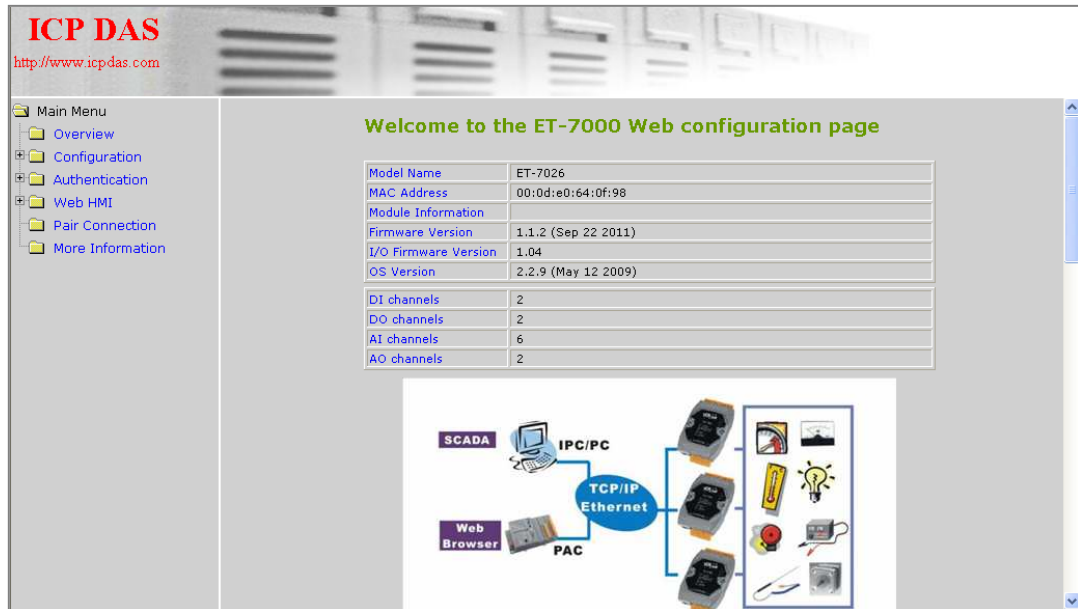 ICP DAS
http://www.icpdas.com
Main Menu
Overview
Configuration
Authentication
Web HMI
Pair Connection
More Information
Welcome to the ET-7000 Web configuration page
Model Name ET-7026
MAC Address 00:0d:e0:64:0f:98
Module Information
Firmware Version 1.1.2 (Sep 22 2011)
I/O Firmware Version 1.04
OS Version 2.2.9 (May 12 2009)
DI channels 2
DO channels 2
AI channels 6
AO channels 2
SCADA
IPC/PC
TCP/IP
Ethernet
Web
Browser
PAC